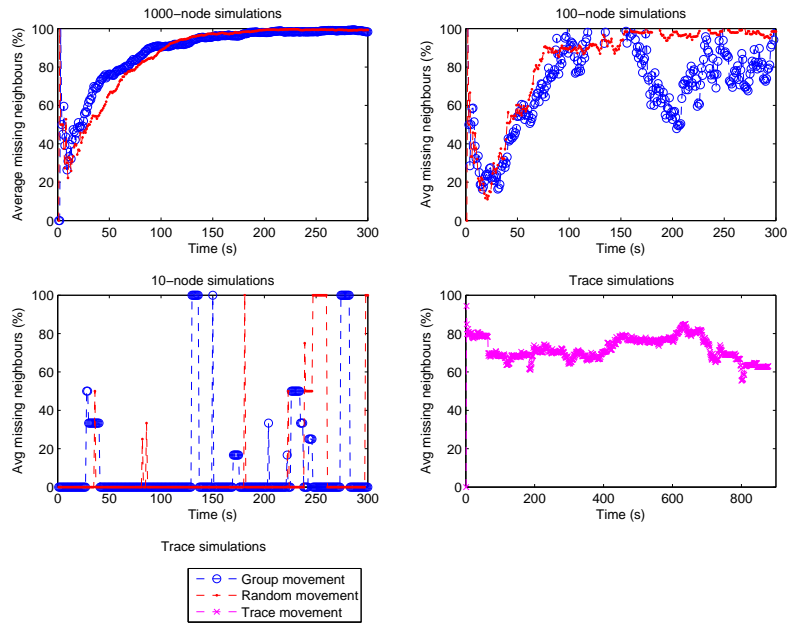 1000−node simulations
Average missing neighbours (%)
100
80
60
40
20
0
0 50 100 150 200 250 300
Time (s)
100−node simulations
Avg missing neighbours (%)
100
80
60
40
20
0
0 50 100 150 200 250 300
Time (s)
10−node simulations
Avg missing neighbours (%)
100
80
60
40
20
0
0 50 100 150 200 250 300
Time (s)
Trace simulations
Avg missing neighbours (%)
100
80
60
40
20
0
0 200 400 600 800
Time (s)
Trace simulations
Group movement
Random movement
Trace movement